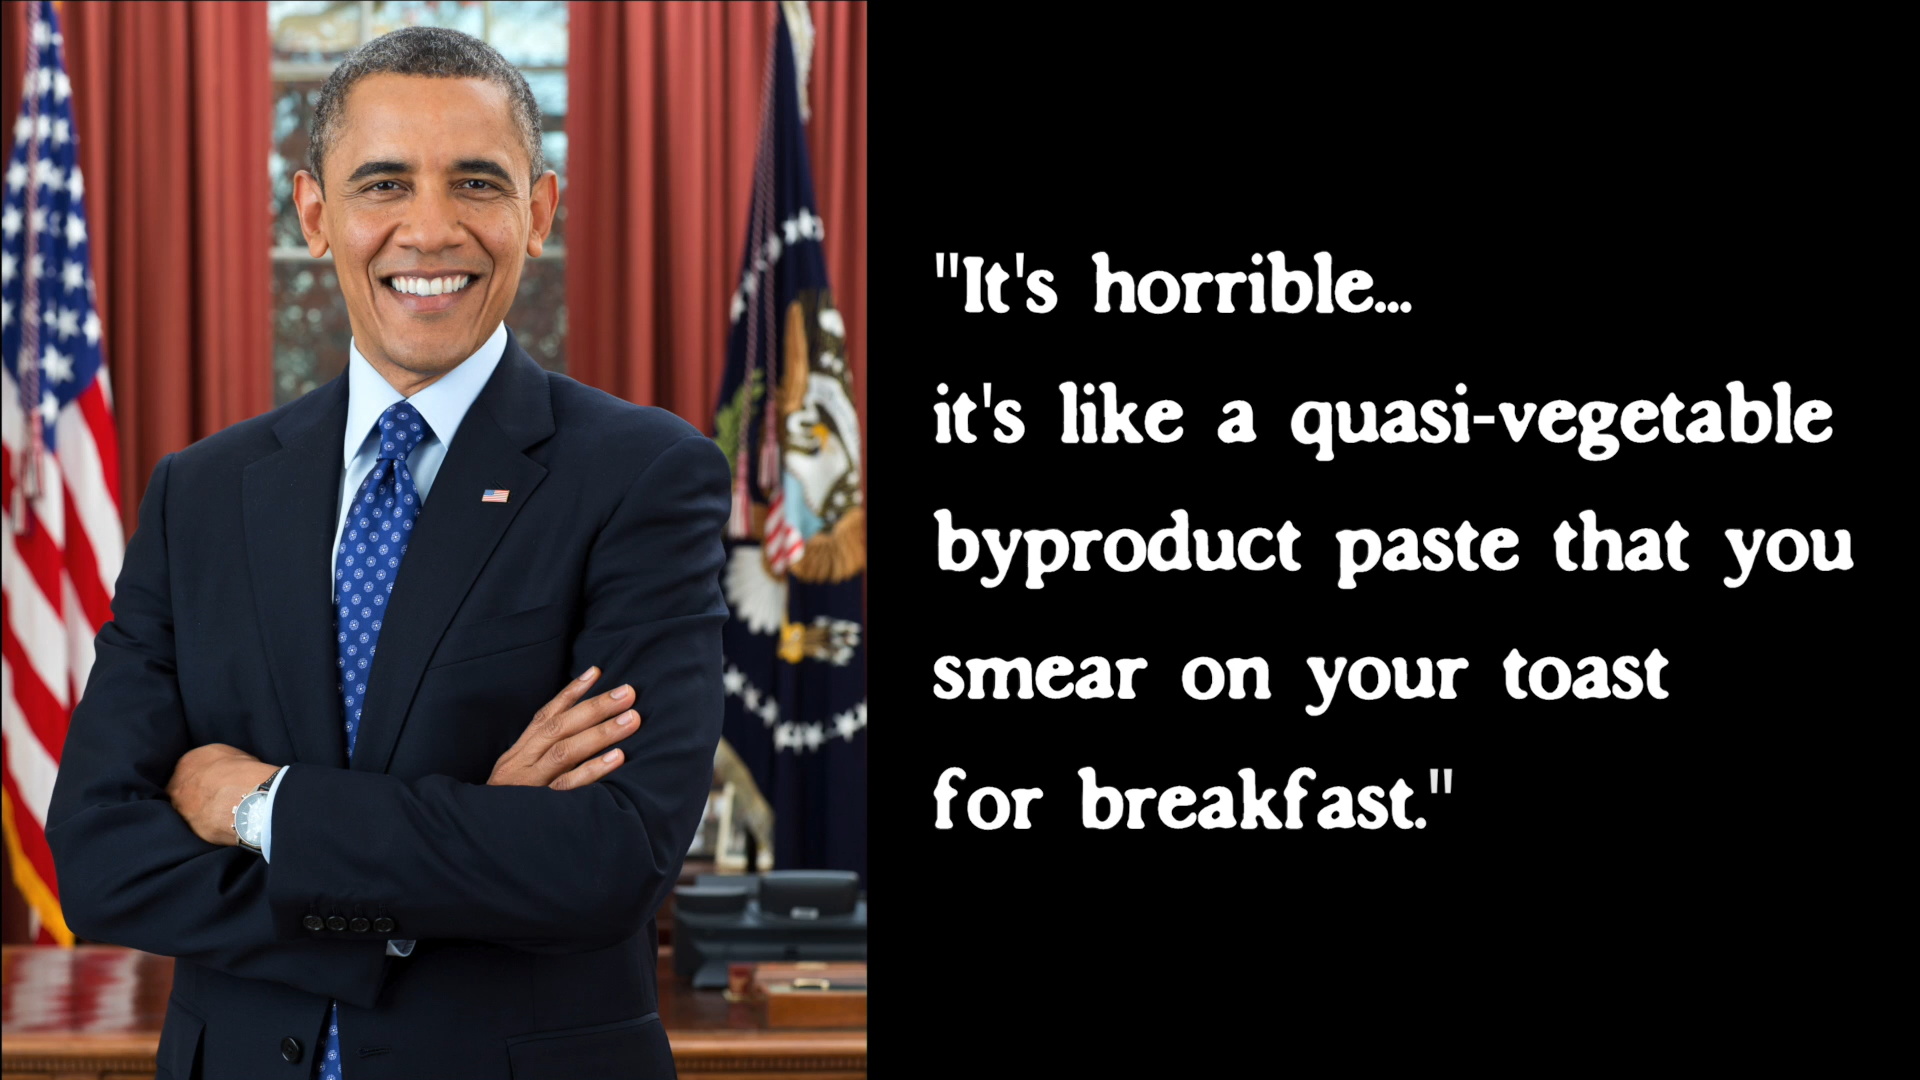 "It's horrible...
it's like a quasi-vegetable
byproduct paste that you
smear on your toast
for breakfast."